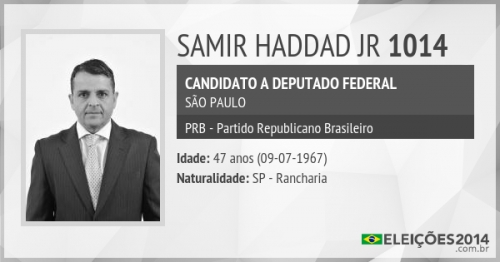 SAMIR HADDAD JR 1014
CANDIDATO A DEPUTADO FEDERAL
SÃO PAULO
PRB - Partido Republicano Brasileiro
Idade: 47 anos (09-07-1967)
Naturalidade: SP - Rancharia
ELEIÇÕES2014
.com.br